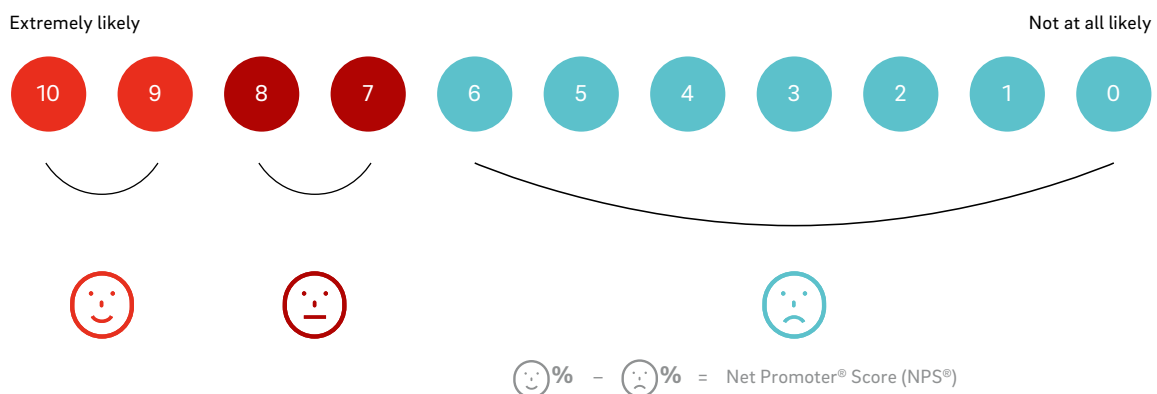 Extremely likely Not at all likely
10 9 8 7 6 5 4 3 2 1 0
% – % = Net Promoter® Score (NPS®)